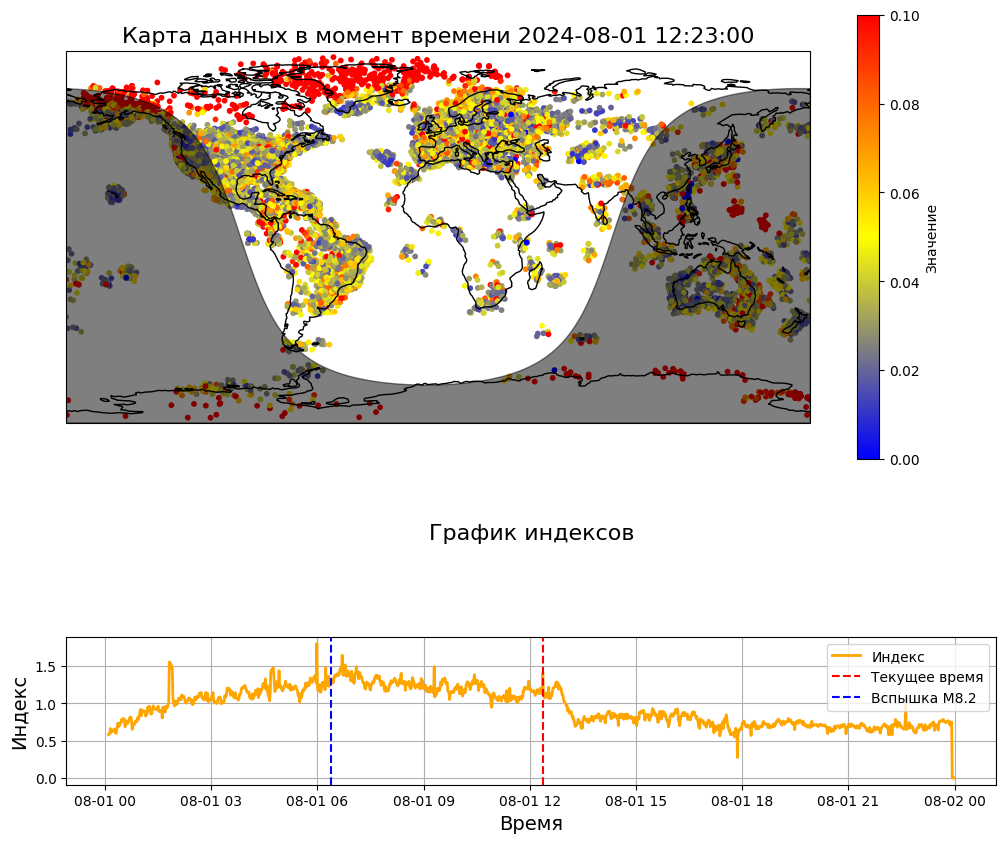 Карта данных в момент времени 2024-08-01 12:23:00
0.10
0.08
0.06
0.04
0.02
0.00
Значение
График индексов
Индекс
1.5
1.0
0.5
0.0
Индекс
Текущее время
Вспышка M8.2
08-01 00
08-01 03
08-01 06
08-01 09
08-01 12
08-01 15
08-01 18
08-01 21
08-02 00
Время